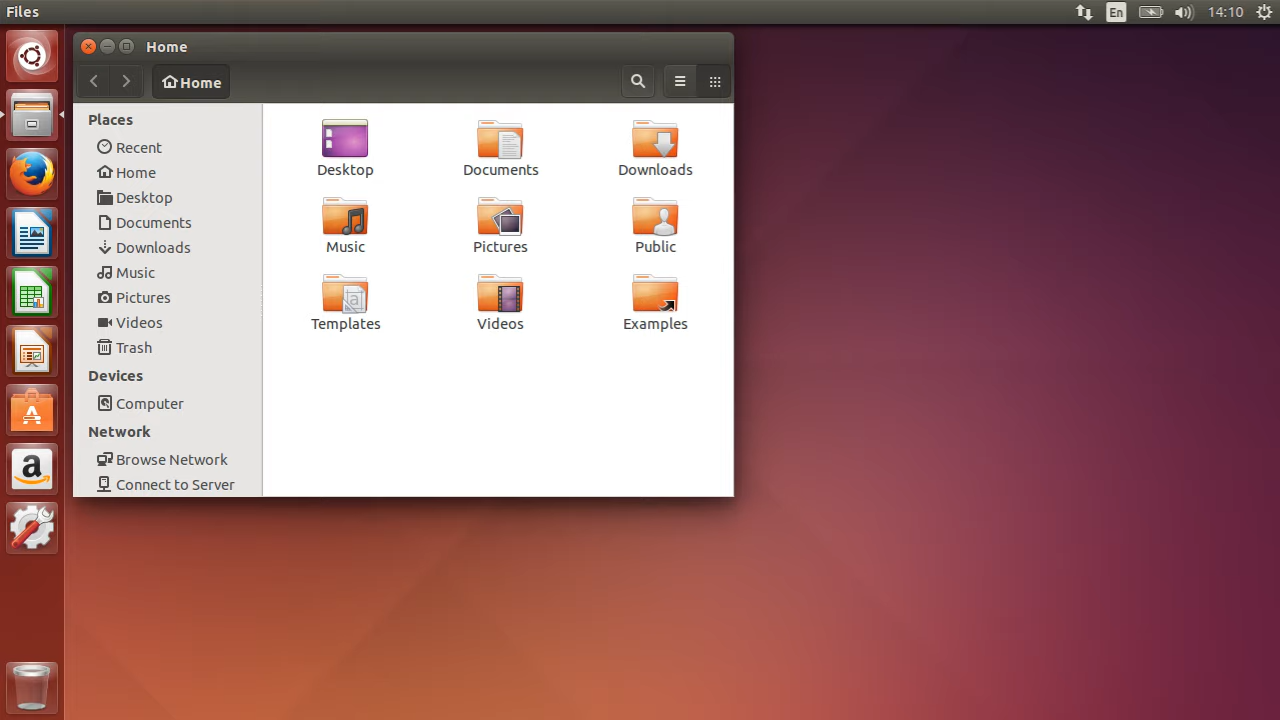 Files
En
14:10
Home
Home
Places
Recent
Home
Desktop
Documents
Downloads
Music
Pictures
Videos
Trash
Devices
Computer
Network
Browse Network
Connect to Server
Desktop Documents Downloads
Music Pictures Public
Templates Videos Examples